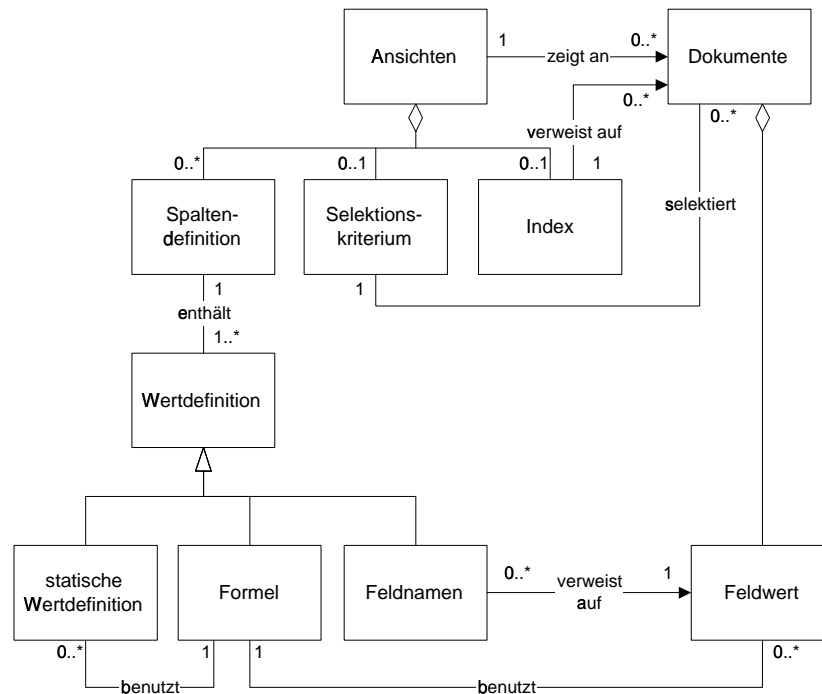 Ansichten
1
zeigt an
0..*
Dokumente
0..*
0..*
verweist auf
0..*
0..1
0..1
1
Spalten-
definition
Selektions-
kriterium
Index
selektiert
1
1
enthält
1..*
Wertdefinition
statische
Wertdefinition
Formel
Feldnamen
0..*
verweist
auf
1
Feldwert
0..*
benutzt
1
1
benutzt
0..*